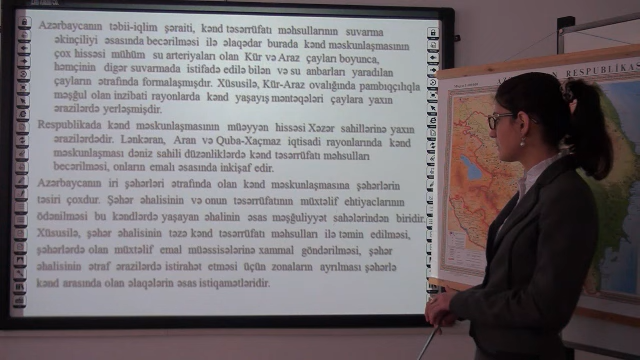 Azərbaycanın təbii-iqlim şəraiti, kənd təsərrüfatı məhsullarının suvarma
əkinçiliyi əsasında becərilməsi ilə əlaqədar burada kənd məskunlaşmasının
çox hissəsi mühüm su arteriyaları olan Kür və Araz çayları boyunca,
həmçinin digər suvarmada istifadə edilə bilən və su anbarları yaradılan
çayların ətrafında formalaşmışdır. Xüsusilə, Kür-Araz ovalığında pambıqçılıqla
məşğul olan inzibati rayonlarda kənd yaşayış məntəqələri çaylara yaxın
ərazilərdə yerləşmişdir.
Respublikada kənd məskunlaşmasının müəyyən hissəsi Xəzər sahillərinə yaxın
ərazilərdədir. Lənkəran, Aran və Quba-Xaçmaz iqtisadi rayonlarında kənd
məskunlaşması dəniz sahili düzənliklərdə kənd təsərrüfatı məhsulları
becərilməsi, onların emalı əsasında inkişaf edir.
Azərbaycanın iri şəhərləri ətrafında olan kənd məskunlaşmasına şəhərlərin
təsiri çoxdur. Şəhər əhalisinin və onun təsərrüfatının müxtəlif ehtiyaclarının
ödənilməsi bu kəndlərdə yaşayan əhalinin əsas məşğuliyyət sahələrindən biridir.
Xüsusilə, şəhər əhalisinin təzə kənd təsərrüfatı məhsulları ilə təmin edilməsi,
şəhərlərdə olan müxtəlif emal müəssisələrinə xammal göndərilməsi, şəhər
əhalisinin ətraf ərazilərdə istirahət etməsi üçün zonaların ayrılması şəhərlə
kənd arasında olan əlaqələrin əsas istiqamətləridir.
RESPUBLİKASI